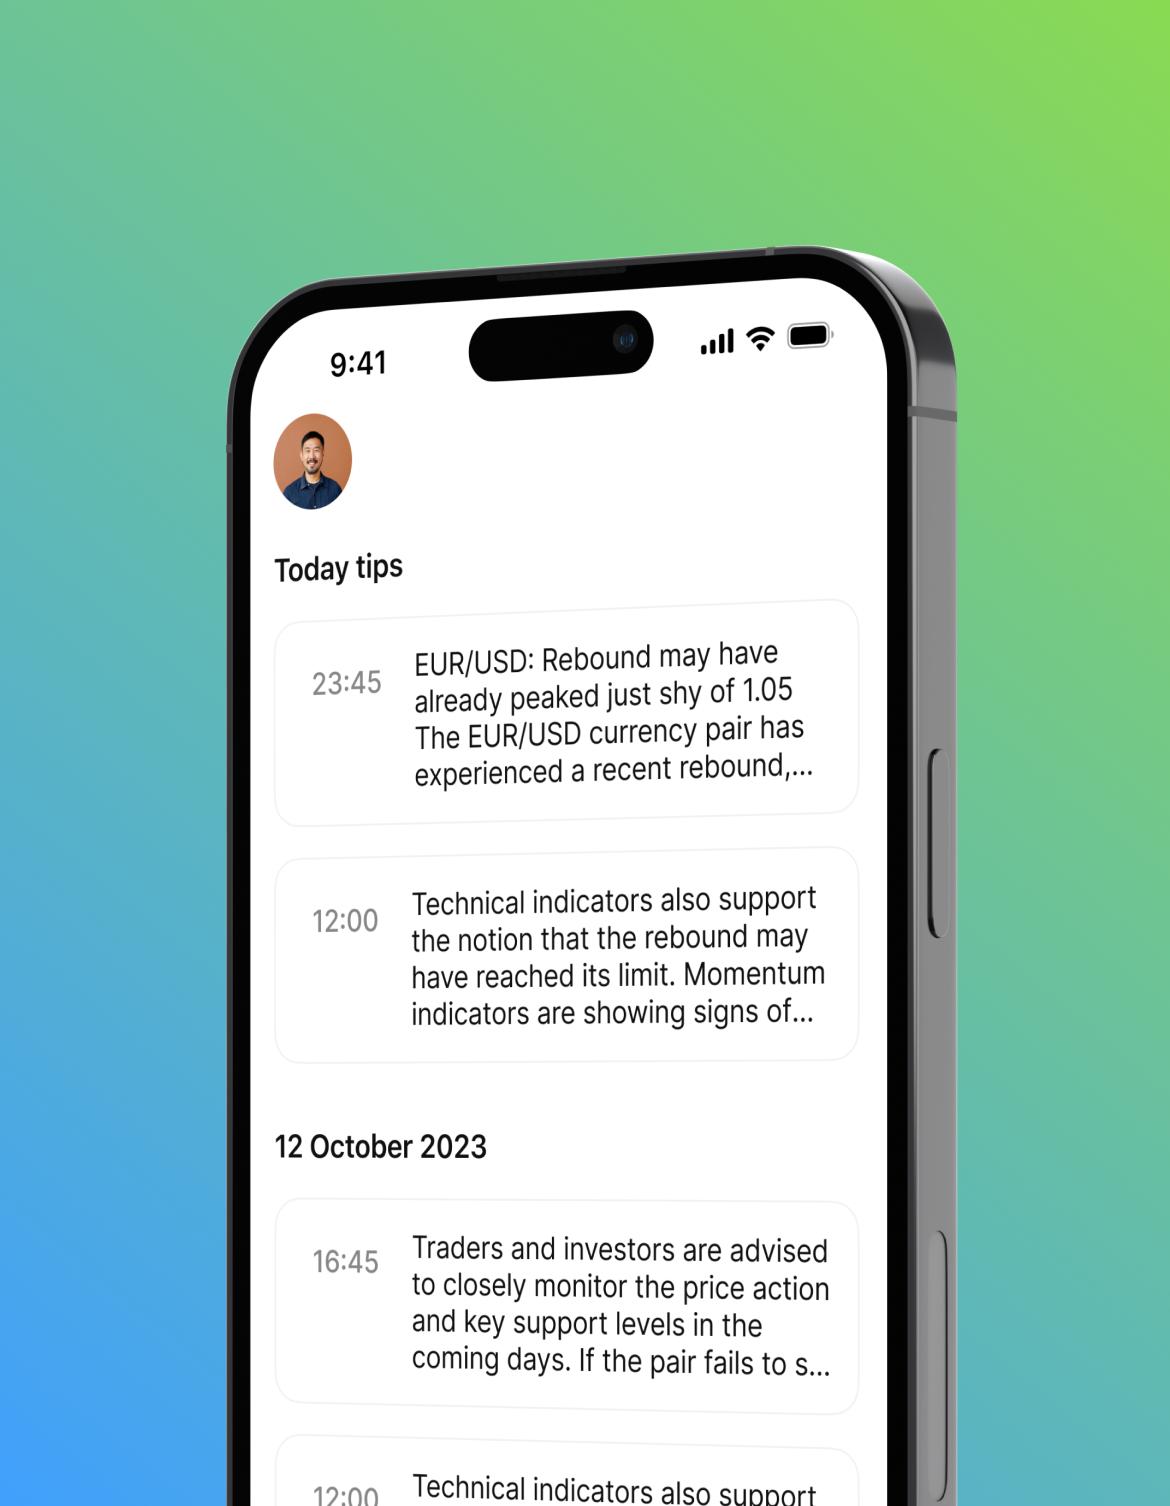 9:41
Today tips
23:45
EUR/USD: Rebound may have
already peaked just shy of 1.05
The EUR/USD currency pair has
experienced a recent rebound,...
12:00
Technical indicators also support
the notion that the rebound may
have reached its limit. Momentum
indicators are showing signs of...
12 October 2023
16:45
Traders and investors are advised
to closely monitor the price action
and key support levels in the
coming days. If the pair fails to s...
12:00
Technical indicators also support